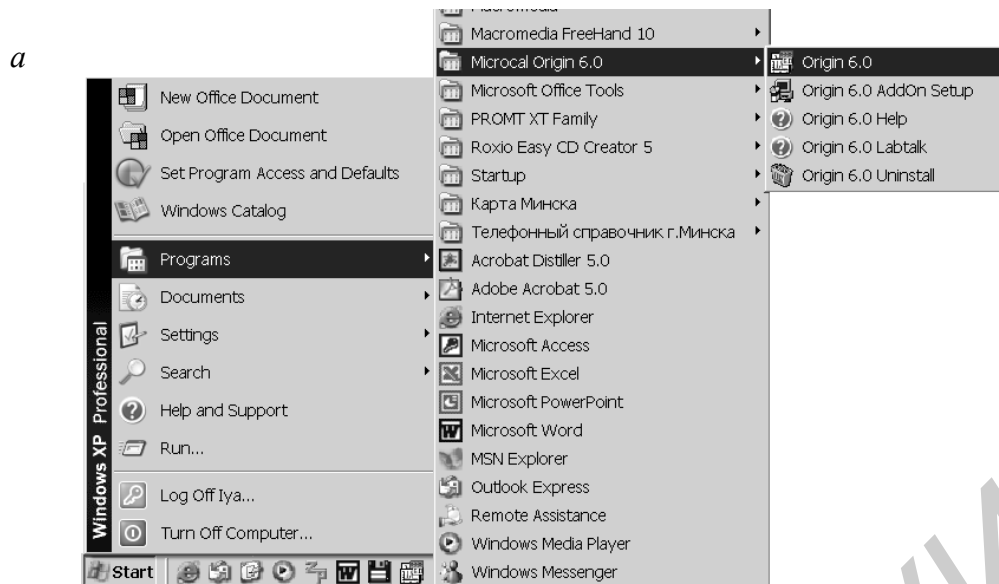 a
New Office Document
Open Office Document
Set Program Access and Defaults
Windows Catalog
Programs
Documents
Settings
Search
Help and Support
Run...
Log Off Iya...
Turn Off Computer...
Windows XP Professional
Start
Macromedia FreeHand 10
Microcal Origin 6.0
Microsoft Office Tools
PROMT XT Family
Roxio Easy CD Creator 5
Startup
Карта Минска
Телефонный справочник г.Минска
Acrobat Distiller 5.0
Adobe Acrobat 5.0
Internet Explorer
Microsoft Access
Microsoft Excel
Microsoft PowerPoint
Microsoft Word
MSN Explorer
Outlook Express
Remote Assistance
Windows Media Player
Windows Messenger
Origin 6.0
Origin 6.0 AddOn Setup
Origin 6.0 Help
Origin 6.0 Labtalk
Origin 6.0 Uninstall